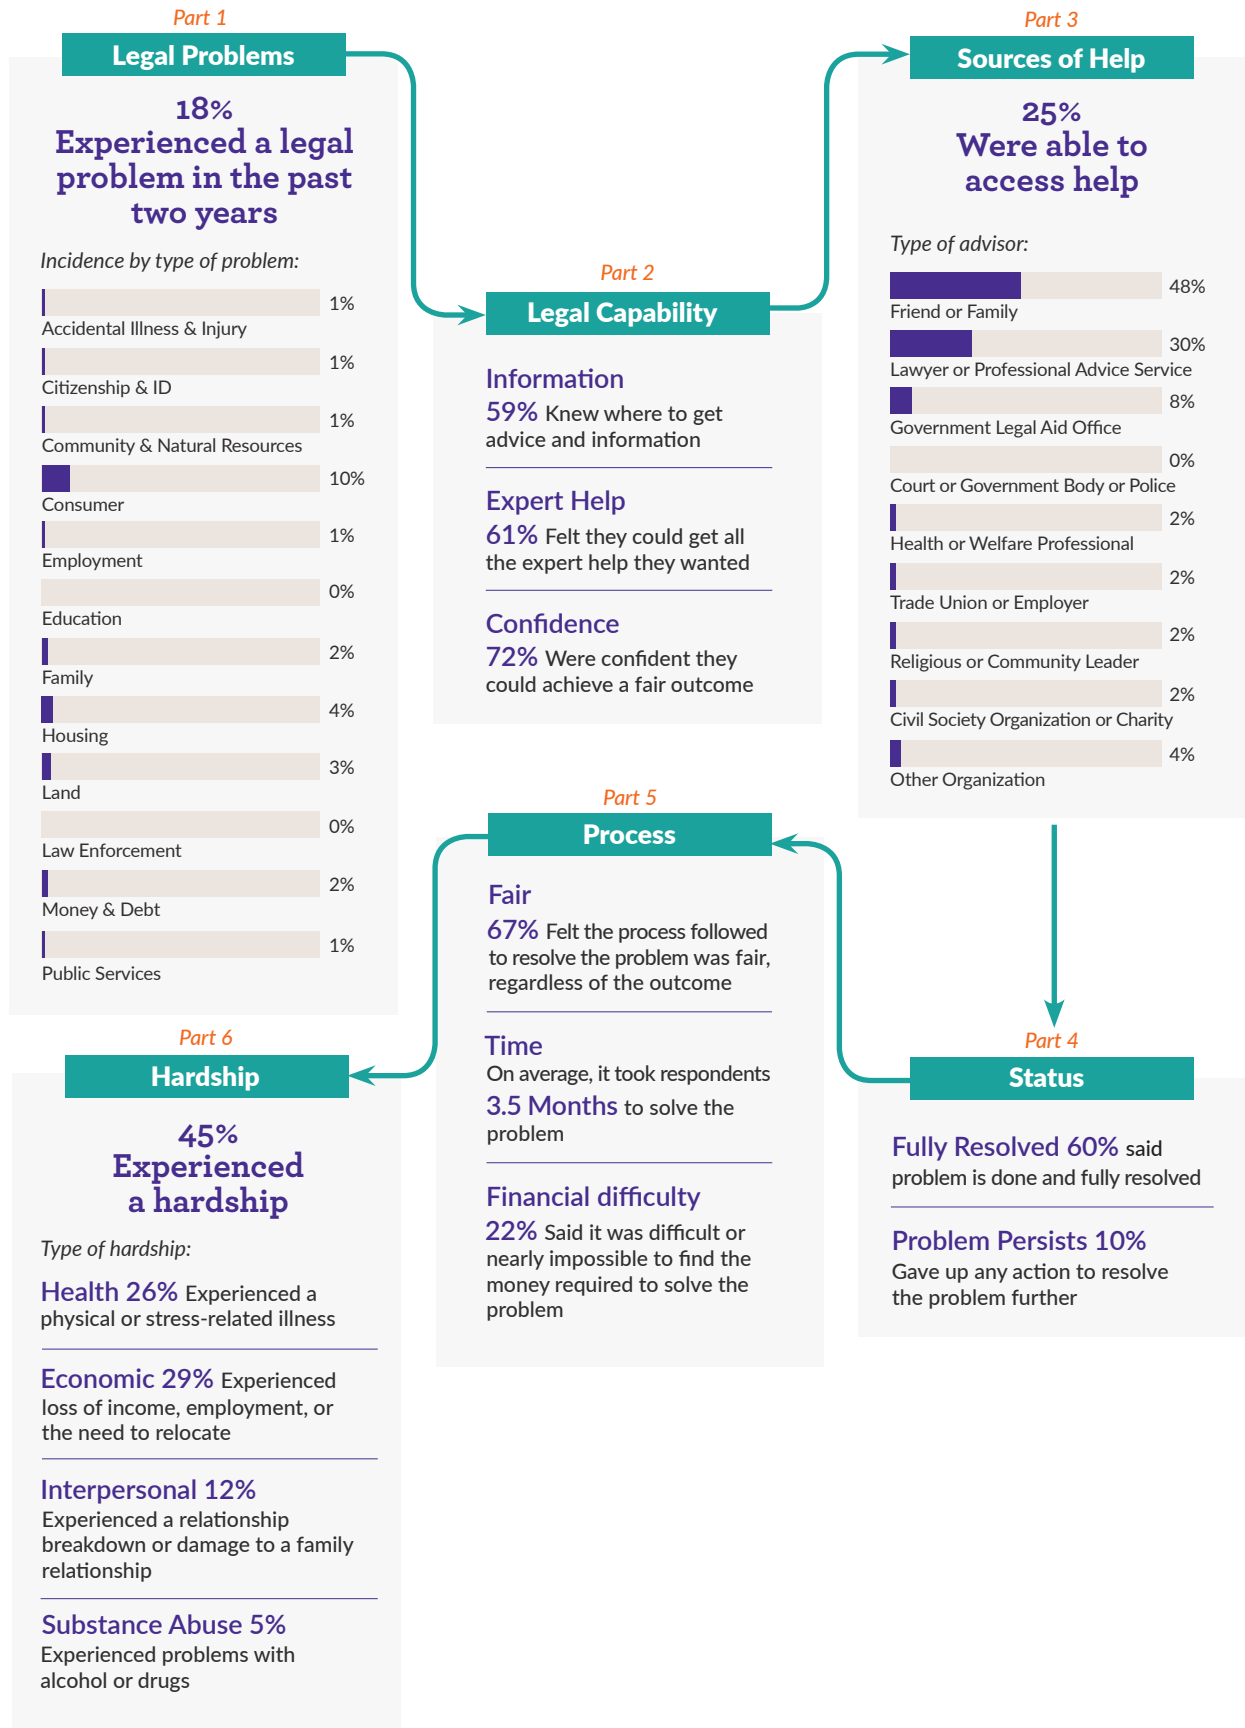 Part 1
Legal Problems
18%
Experienced a legal
problem in the past
two years
Incidence by type of problem:
1%
Accidental Illness & Injury
1%
Citizenship & ID
1%
Community & Natural Resources
10%
Consumer
1%
Employment
0%
Education
2%
Family
4%
Housing
3%
Land
0%
Law Enforcement
2%
Money & Debt
1%
Public Services
Part 2
Legal Capability
Information
59% Knew where to get
advice and information
Expert Help
61% Felt they could get all
the expert help they wanted
Confidence
72% Were confident they
could achieve a fair outcome
Part 3
Sources of Help
25%
Were able to
access help
Type of advisor:
48%
Friend or Family
30%
Lawyer or Professional Advice Service
8%
Government Legal Aid Office
0%
Court or Government Body or Police
2%
Health or Welfare Professional
2%
Trade Union or Employer
2%
Religious or Community Leader
2%
Civil Society Organization or Charity
4%
Other Organization
Part 4
Status
Fully Resolved 60% said
problem is done and fully resolved
Problem Persists 10%
Gave up any action to resolve
the problem further
Part 5
Process
Fair
67% Felt the process followed
to resolve the problem was fair,
regardless of the outcome
Time
On average, it took respondents
3.5 Months to solve the
problem
Financial difficulty
22% Said it was difficult or
nearly impossible to find the
money required to solve the
problem
Part 6
Hardship
45%
Experienced
a hardship
Type of hardship:
Health 26% Experienced a
physical or stress-related illness
Economic 29% Experienced
loss of income, employment, or
the need to relocate
Interpersonal 12%
Experienced a relationship
breakdown or damage to a family
relationship
Substance Abuse 5%
Experienced problems with
alcohol or drugs